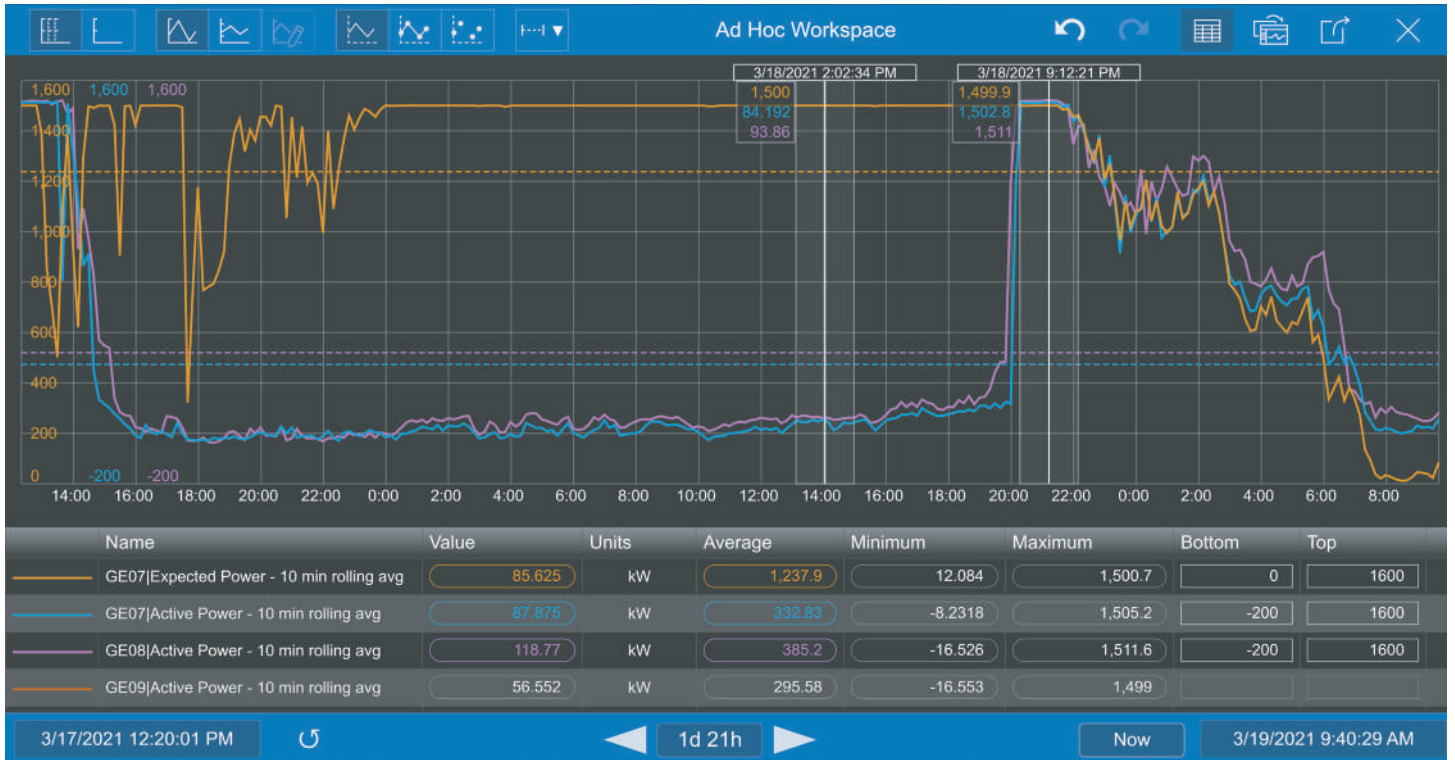 Ad Hoc Workspace
3/18/2021 2:02:34 PM 3/18/2021 9:12:21 PM
1,600 1,600 1,600 1,500 1,499.9
84.192 1,502.8
1,400 93.86 1,511
1,200
1,000
800
600
400
200
0 -200 -200
14:00 16:00 18:00 20:00 22:00 0:00 2:00 4:00 6:00 8:00 10:00 12:00 14:00 16:00 18:00 20:00 22:00 0:00 2:00 4:00 6:00 8:00
Name Value Units Average Minimum Maximum Bottom Top
GE07|Expected Power - 10 min rolling avg 85.625 kW 1,237.9 12.084 1,500.7 0 1600
GE07|Active Power - 10 min rolling avg 87.875 kW 332.83 -8.2318 1,505.2 -200 1600
GE08|Active Power - 10 min rolling avg 118.77 kW 385.2 -16.526 1,511.6 -200 1600
GE09|Active Power - 10 min rolling avg 56.552 kW 295.58 -16.553 1,499
3/17/2021 12:20:01 PM 1d 21h Now 3/19/2021 9:40:29 AM